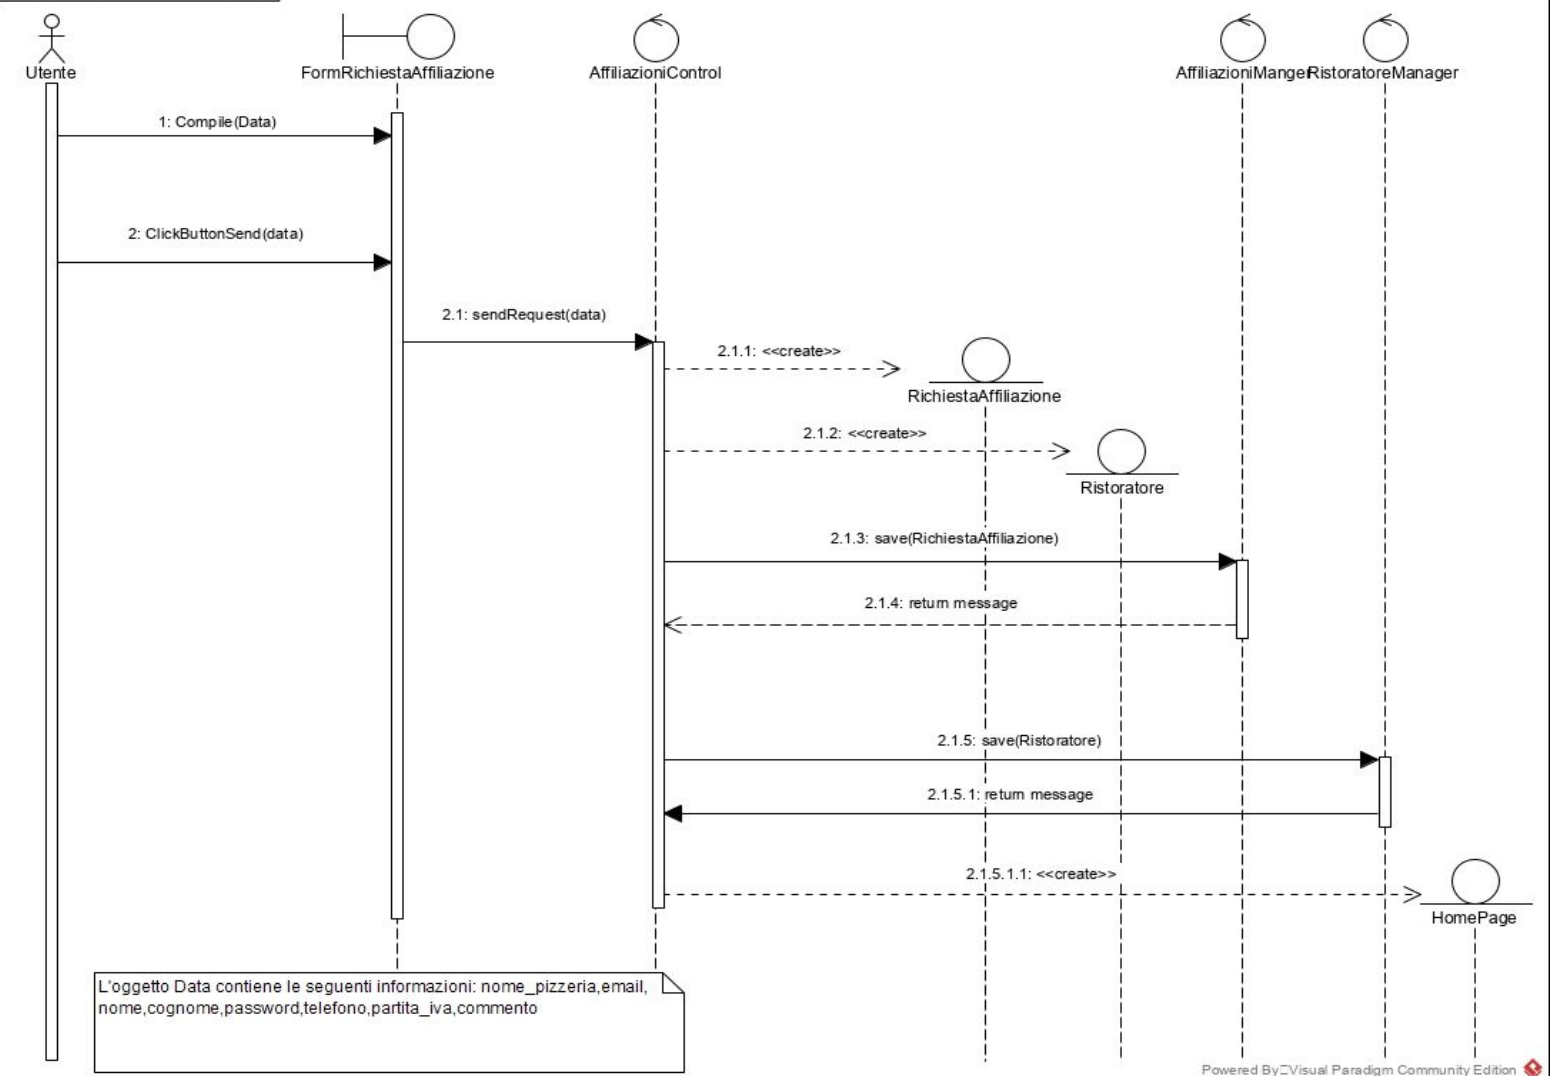 Utente
FormRichiestaAffiliazione
AffiliazioniControl
AffiliazioniManger
RistoratoreManager
1: Compile(Data)
2: ClickButtonSend(data)
2.1: sendRequest(data)
2.1.1: <<create>>
RichiestaAffiliazione
2.1.2: <<create>>
Ristoratore
2.1.3: save(RichiestaAffiliazione)
2.1.4: return message
2.1.5: save(Ristoratore)
2.1.5.1: return message
2.1.5.1.1: <<create>>
HomePage
L'oggetto Data contiene le seguenti informazioni: nome_pizzeria,email,
nome,cognome,password,telefono,partita_iva,commento
Powered By Visual Paradigm Community Edition